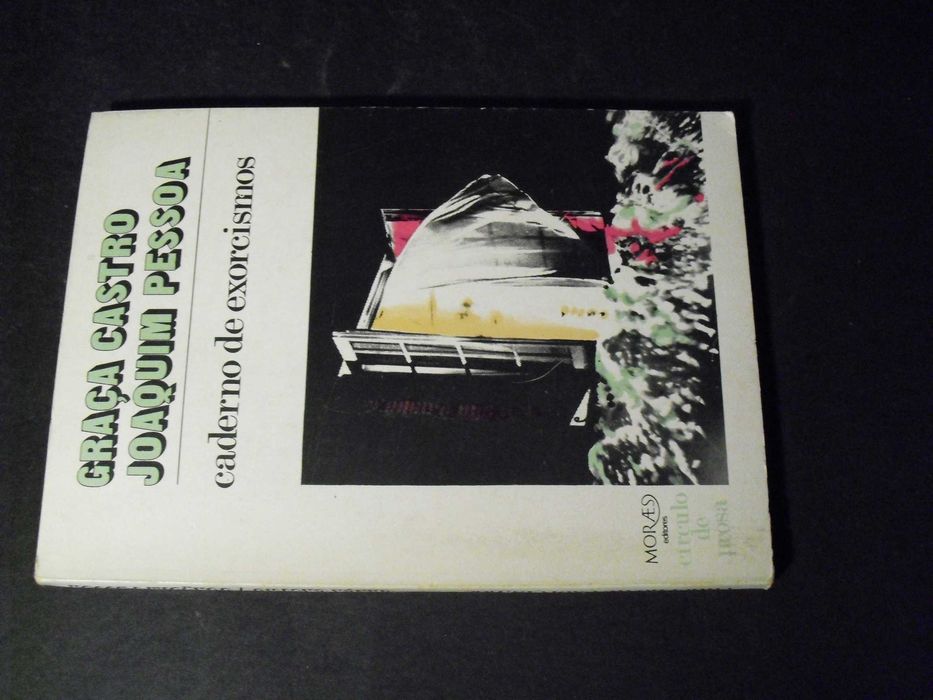 GRAÇA CASTRO
JOAQUIM PESSOA
caderno de exorcismos
MORÆS
editores
círculo
de
prosa